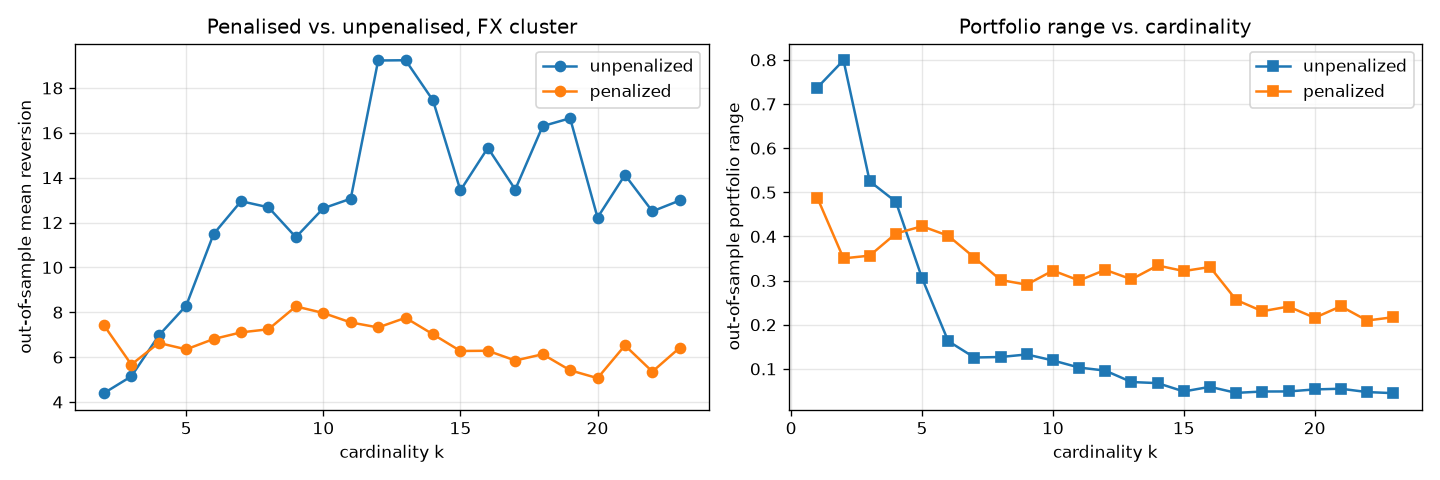 Penalised vs. unpenalised, FX cluster
unpenalized
penalized
out-of-sample mean reversion
18
16
14
12
10
8
6
4
5
10
15
20
cardinality k
Portfolio range vs. cardinality
unpenalized
penalized
out-of-sample portfolio range
0.8
0.7
0.6
0.5
0.4
0.3
0.2
0.1
0
5
10
15
20
cardinality k